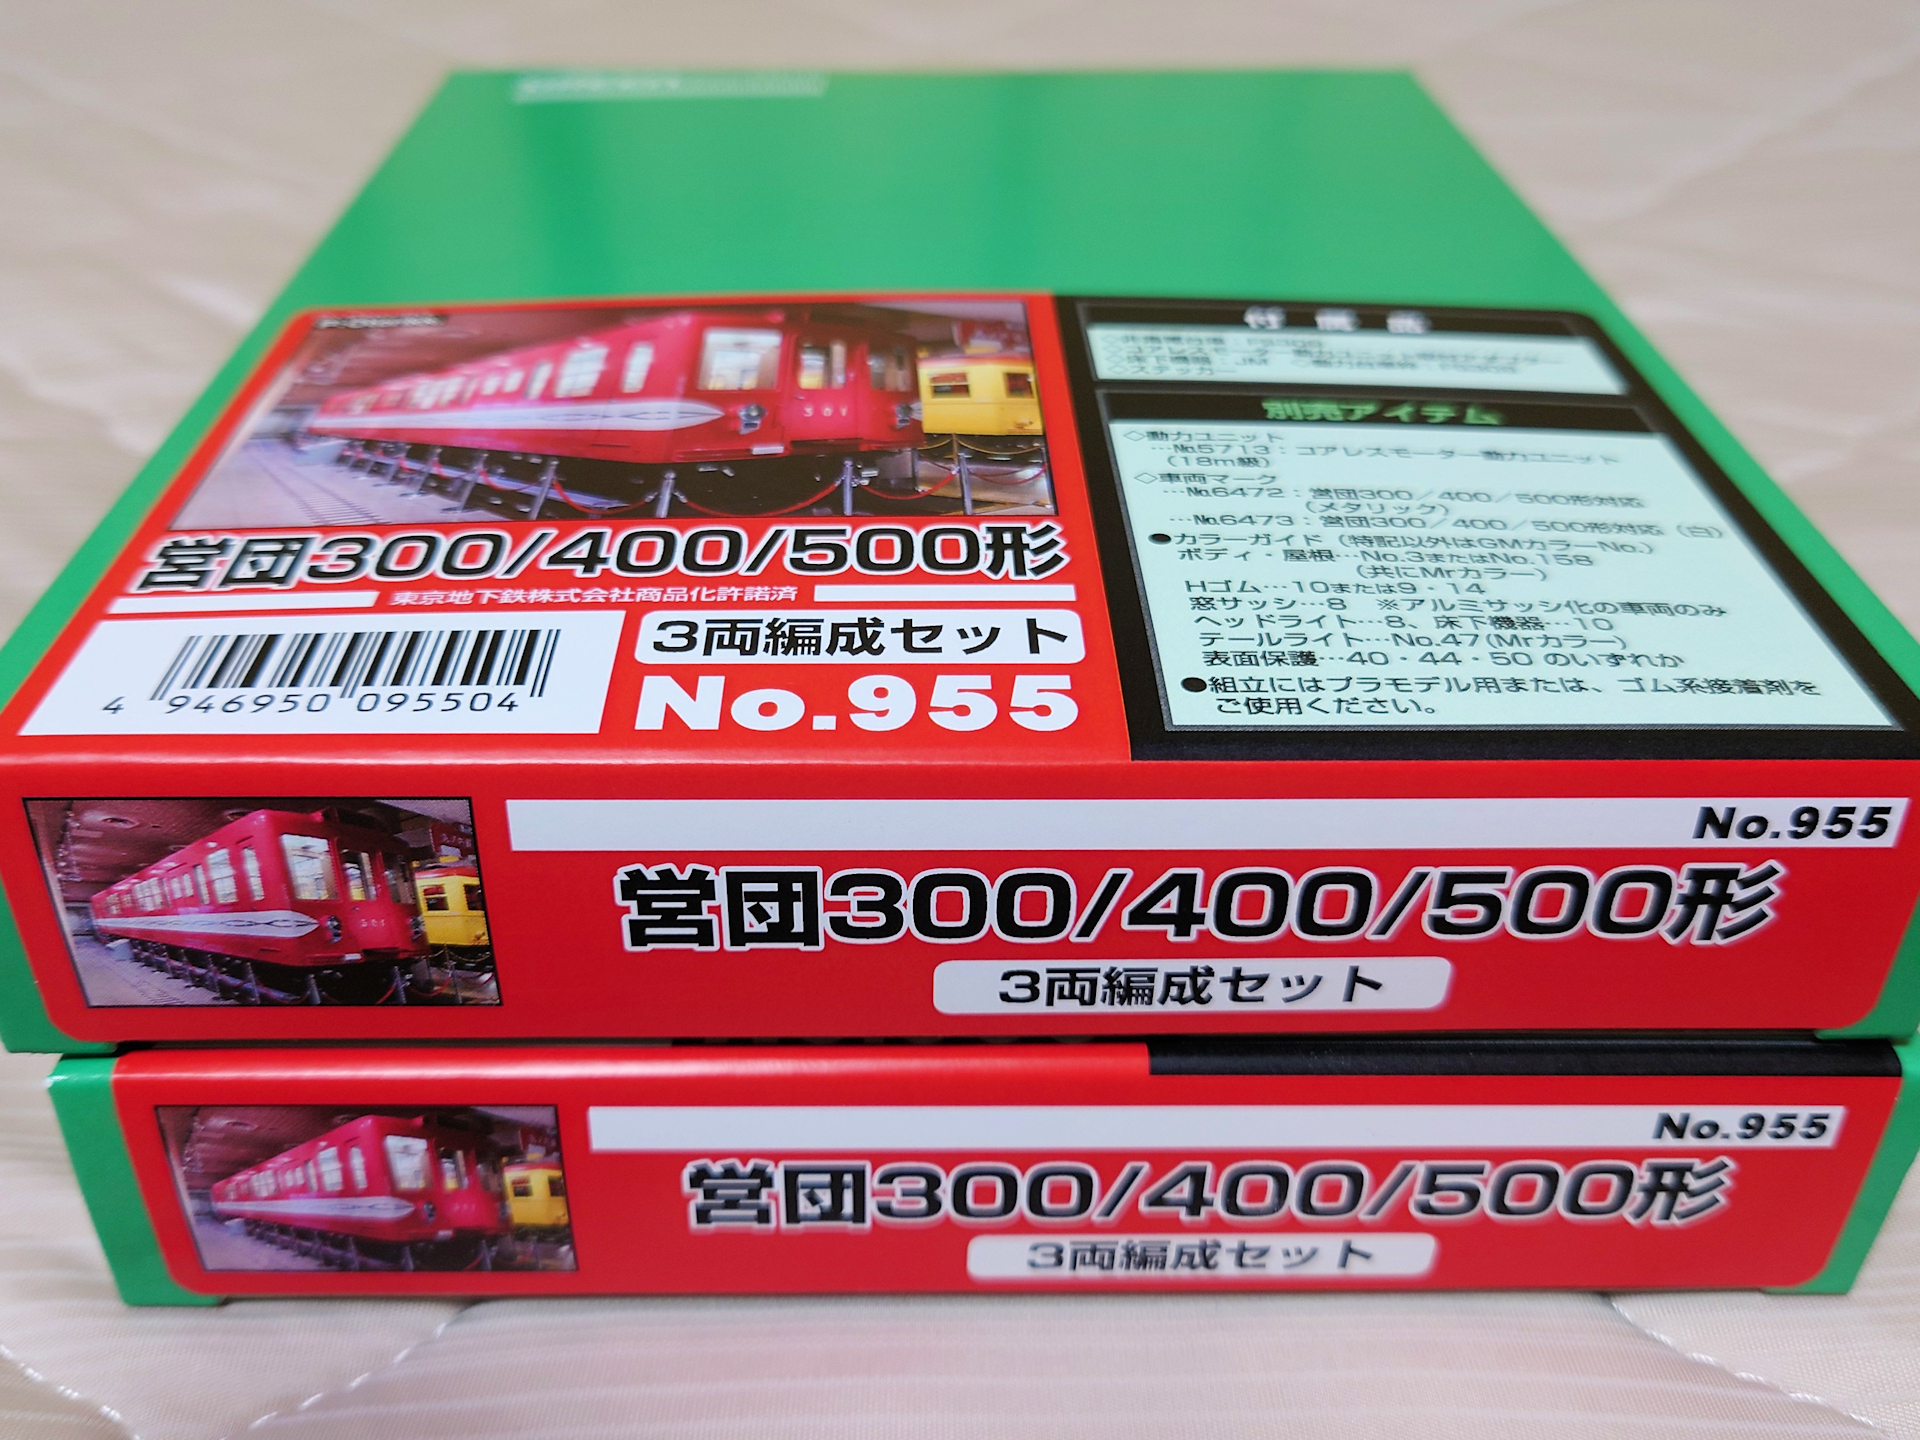 301
営団300/400/500形
東京地下鉄株式会社商品化許諾済
3両編成セット
No.955
4 946950 095504
付属品
◇ステッカー
別売アイテム
◇動力ユニット
…No.5713：コアレスモーター動力ユニット
(18m級)
◇車両マーク
…No.6472：営団300／400／500形対応
(メタリック)
…No.6473：営団300／400／500形対応（白）
●カラーガイド（特記以外はGMカラーNo.）
ボディ・屋根…No.3またはNo.158
(共にMrカラー)
Hゴム…10または9・14
窓サッシ…8　※アルミサッシ化の車両のみ
ヘッドライト…8、床下機器…10
テールライト…No.47(Mrカラー)
表面保護…40・44・50 のいずれか
●組立にはプラモデル用または、ゴム系接着剤を
ご使用ください。
No.955
営団300/400/500形
3両編成セット
No.955
営団300/400/500形
3両編成セット